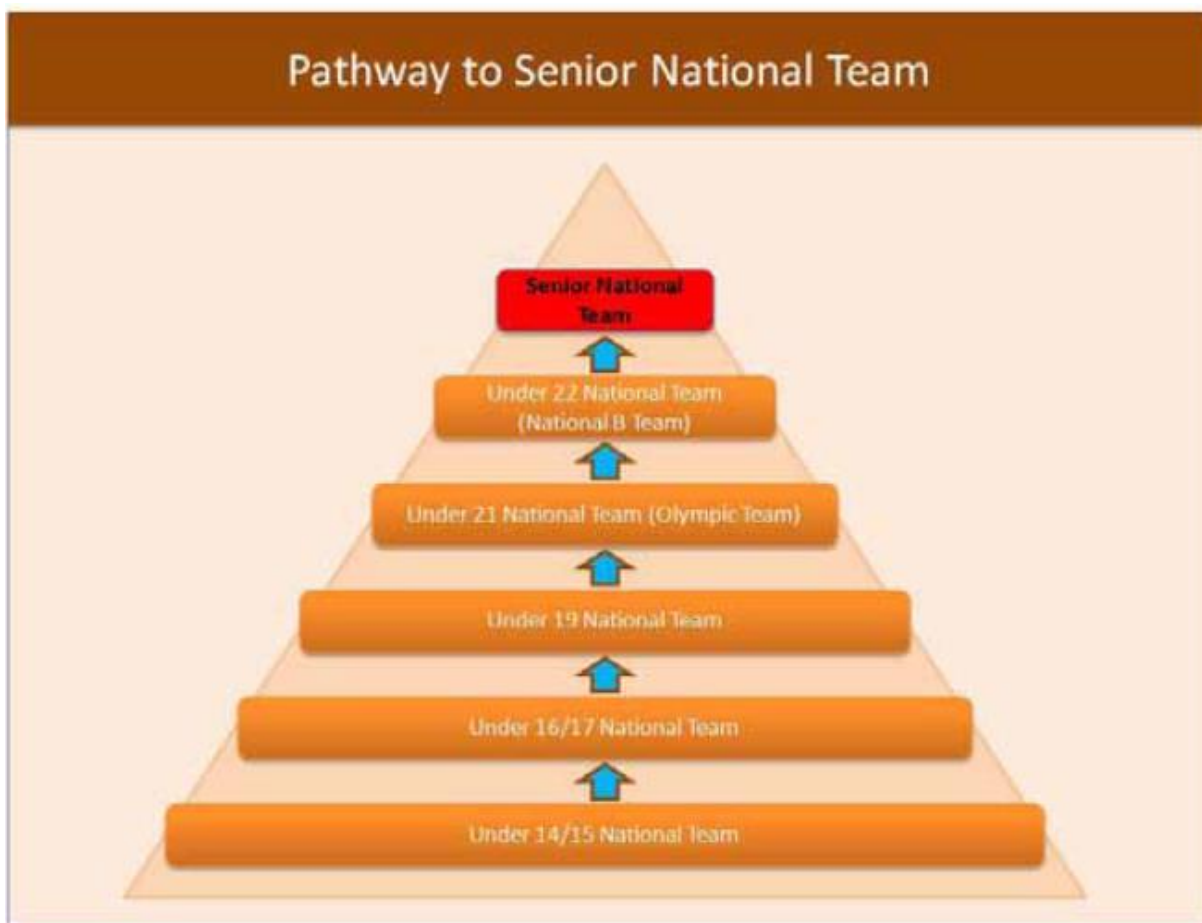 Pathway to Senior National Team
Senior National
Team
Under 22 National Team
(National B Team)
Under 21 National Team (Olympic Team)
Under 19 National Team
Under 16/17 National Team
Under 14/15 National Team